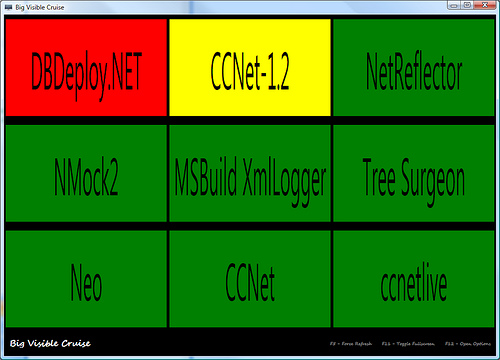 Big Visible Cruise
DBDeploy.NET
CCNet-1.2
NetReflector
NMock2
MSBuild XmlLogger
Tree Surgeon
Neo
CCNet
ccnetlive
Big Visible Cruise
F5 - Force Refresh
F11 - Toggle Fullscreen
F12 - Open Options